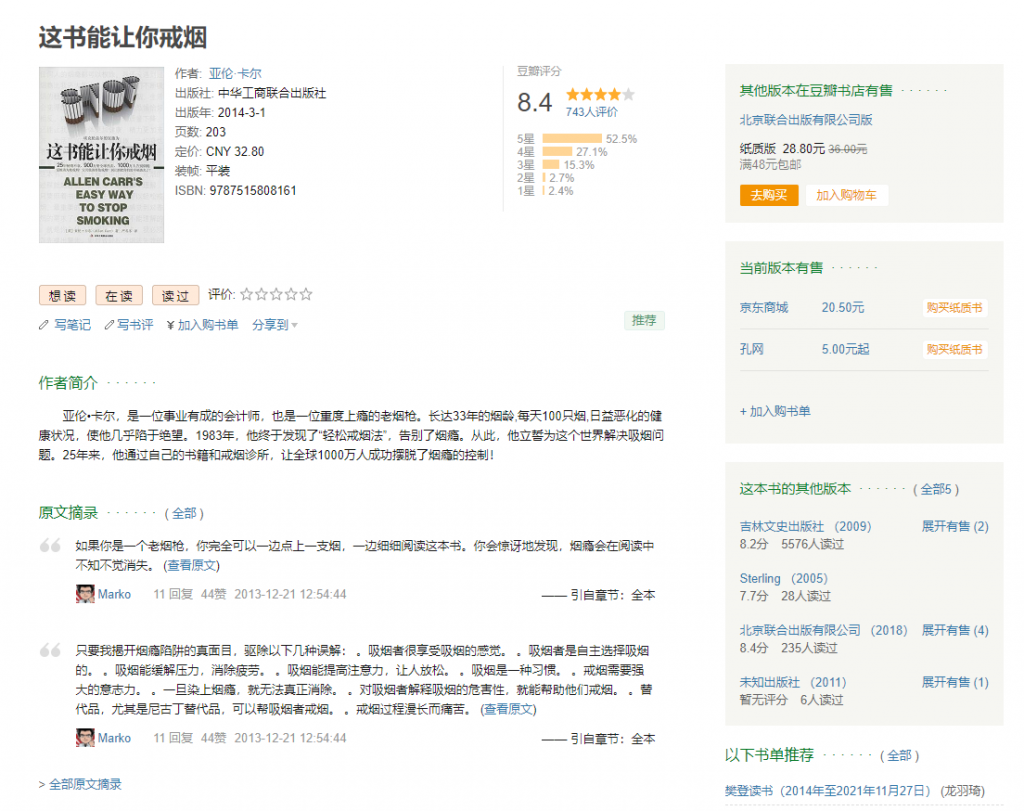 这书能让你戒烟
STOP
这书能让你戒烟
ALLEN CARR'S
EASY WAY
TO STOP
SMOKING
作者: 亚伦·卡尔
出版社: 中华工商联合出版社
出版年: 2014-3-1
页数: 203
定价: CNY 32.80
装帧: 平装
ISBN: 9787515808161
豆瓣评分
8.4
743人评价
5星 52.5%
4星 27.1%
3星 15.3%
2星 2.7%
1星 2.4%
想读 在读 读过 评价:
写笔记 写书评 ¥加入购书单 分享到
推荐
作者简介 · · · · · ·
亚伦•卡尔，是一位事业有成的会计师，也是一位重度上瘾的老烟枪。长达33年的烟龄,每天100只烟,日益恶化的健
康状况，使他几乎陷于绝望。1983年，他终于发现了“轻松戒烟法”，告别了烟瘾。从此，他立誓为这个世界解决吸烟问
题。25年来，他通过自己的书籍和戒烟诊所，让全球1000万人成功摆脱了烟瘾的控制！
原文摘录 · · · · · · ( 全部 )
如果你是一个老烟枪，你完全可以一边点上一支烟，一边细细阅读这本书。你会惊讶地发现，烟瘾会在阅读中
不知不觉消失。 (查看原文)
Marko 11 回复 44赞 2013-12-21 12:54:44 —— 引自章节：全本
只要我揭开烟瘾陷阱的真面目，驱除以下几种误解： 。吸烟者很享受吸烟的感觉。 。吸烟者是自主选择吸烟
的。 。吸烟能缓解压力，消除疲劳。 。吸烟能提高注意力，让人放松。 。吸烟是一种习惯。 。戒烟需要强
大的意志力。 。一旦染上烟瘾，就无法真正消除。 。对吸烟者解释吸烟的危害性，就能帮助他们戒烟。 。替
代品，尤其是尼古丁替代品，可以帮吸烟者戒烟。 。戒烟过程漫长而痛苦。 (查看原文)
Marko 11 回复 44赞 2013-12-21 12:54:44 —— 引自章节：全本
> 全部原文摘录
其他版本在豆瓣书店有售 · · · · · ·
北京联合出版有限公司版
纸质版 28.80元 36.00元
满48元包邮
去购买 加入购物车
当前版本有售 · · · · · ·
京东商城 20.50元 购买纸质书
孔网 5.00元起 购买纸质书
+ 加入购书单
这本书的其他版本 · · · · · · ( 全部5 )
吉林文史出版社 （2009） 展开有售 (2)
8.2分 5576人读过
Sterling （2005）
7.7分 28人读过
北京联合出版有限公司 （2018） 展开有售 (4)
8.4分 235人读过
未知出版社 （2011） 展开有售 (1)
暂无评分 6人读过
以下书单推荐 · · · · · · ( 全部 )
樊登读书（2014年至2021年11月27日） (龙羽琦)